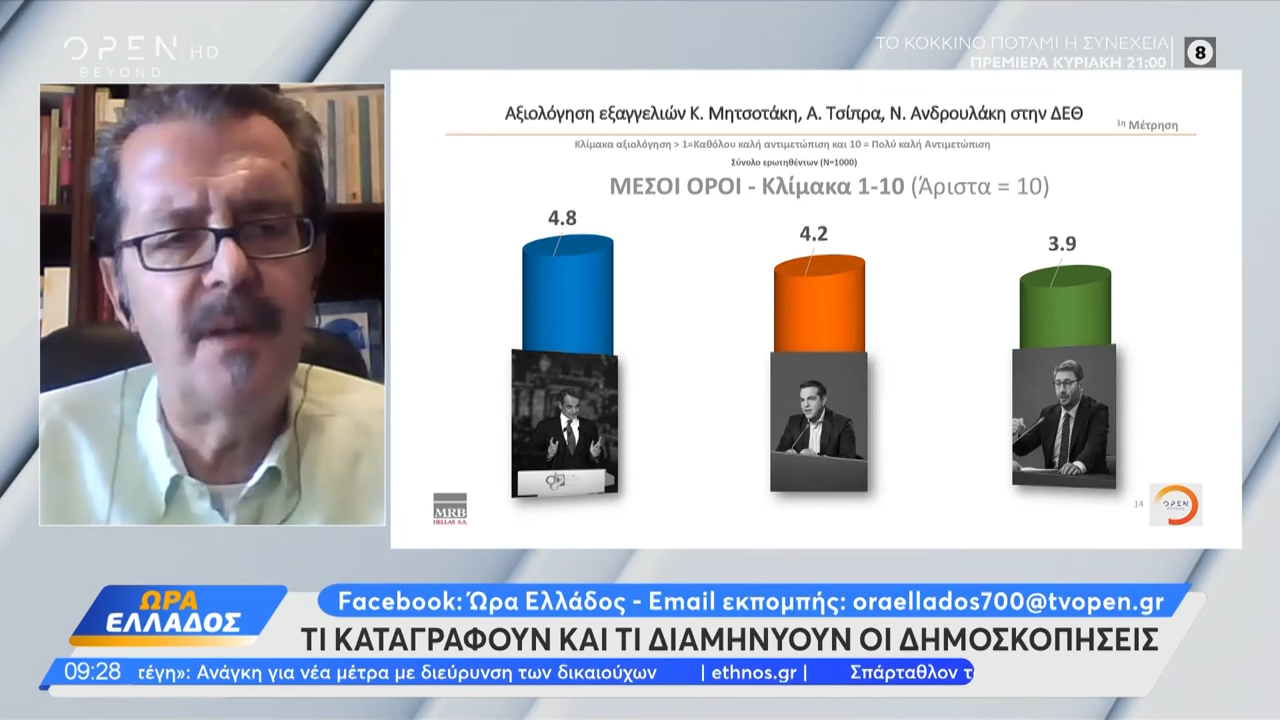 OPEN HD
BEYOND
ΤΟ ΚΟΚΚΙΝΟ ΠΟΤΑΜΙ Η ΣΥΝΕΧΕΙΑ
ΠΡΕΜΙΕΡΑ ΚΥΡΙΑΚΗ 21:00
8
Αξιολόγηση εξαγγελιών Κ. Μητσοτάκη, Α. Τσίπρα, Ν. Ανδρουλάκη στην ΔΕΘ
1η Μέτρηση
Κλίμακα αξιολόγηση > 1=Καθόλου καλή αντιμετώπιση και 10 = Πολύ καλή Αντιμετώπιση
Σύνολο ερωτηθέντων (Ν=1000)
ΜΕΣΟΙ ΟΡΟΙ - Κλίμακα 1-10 (Άριστα = 10)
4.8
4.2
3.9
MRB
HELLAS S.A.
14
OPEN
BEYOND
ΩΡΑ
ΕΛΛΑΔΟΣ
Facebook: Ώρα Ελλάδος - Email εκπομπής: oraellados700@tvopen.gr
ΤΙ ΚΑΤΑΓΡΑΦΟΥΝ ΚΑΙ ΤΙ ΔΙΑΜΗΝΥΟΥΝ ΟΙ ΔΗΜΟΣΚΟΠΗΣΕΙΣ
09:28 τέγη»: Ανάγκη για νέα μέτρα με διεύρυνση των δικαιούχων | ethnos.gr | Σπάρταθλον τ